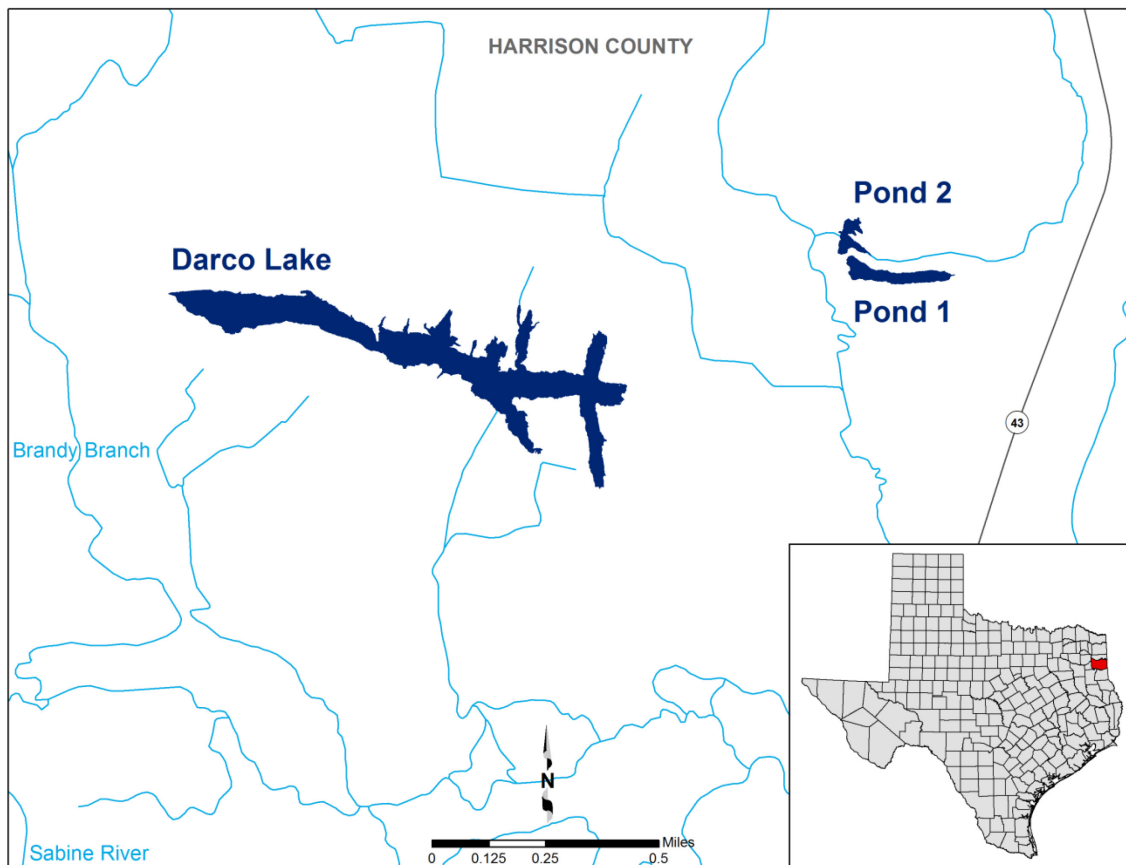 HARRISON COUNTY
Pond 2
Darco Lake
Pond 1
43
Brandy Branch
N
Miles
0 0.125 0.25 0.5
Sabine River